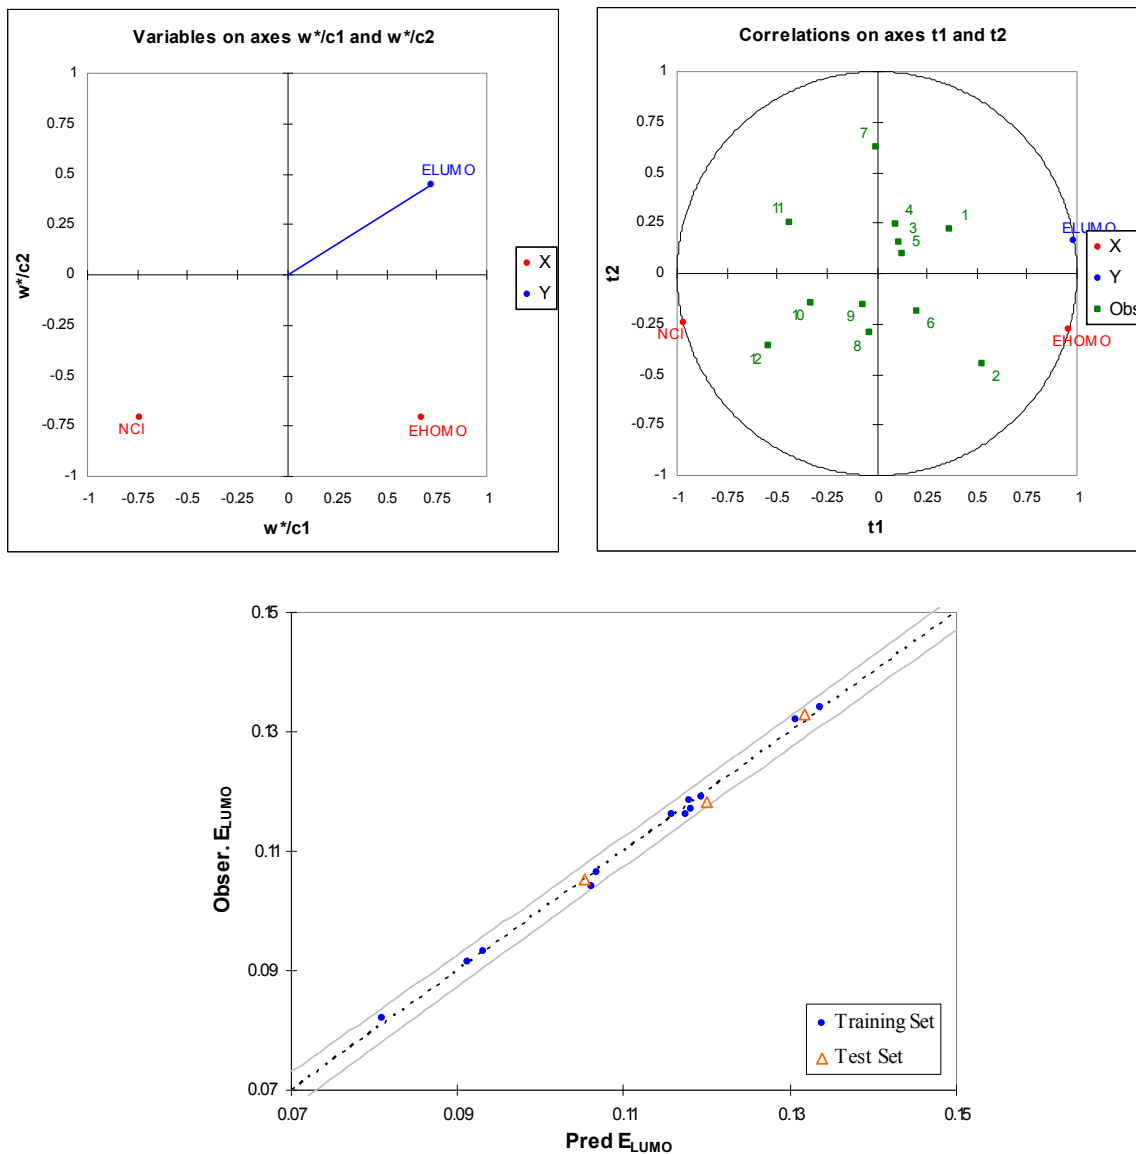 Variables on axes w*/c1 and w*/c2
1
0.75
0.5
0.25
0
-0.25
-0.5
-0.75
-1
w*/c2
ELUMO
NCl
EHOMO
X
Y
-1 -0.75 -0.5 -0.25 0 0.25 0.5 0.75 1
w*/c1
Correlations on axes t1 and t2
1
0.75
0.5
0.25
0
-0.25
-0.5
-0.75
-1
t2
7
11
4
3
1
5
ELUMO
10
9
8
6
12
2
NCl
EHOMO
X
Y
Obs
-1 -0.75 -0.5 -0.25 0 0.25 0.5 0.75 1
t1
0.15
0.13
0.11
0.09
0.07
Obser. ELUMO
Training Set
Test Set
0.07 0.09 0.11 0.13 0.15
Pred ELUMO